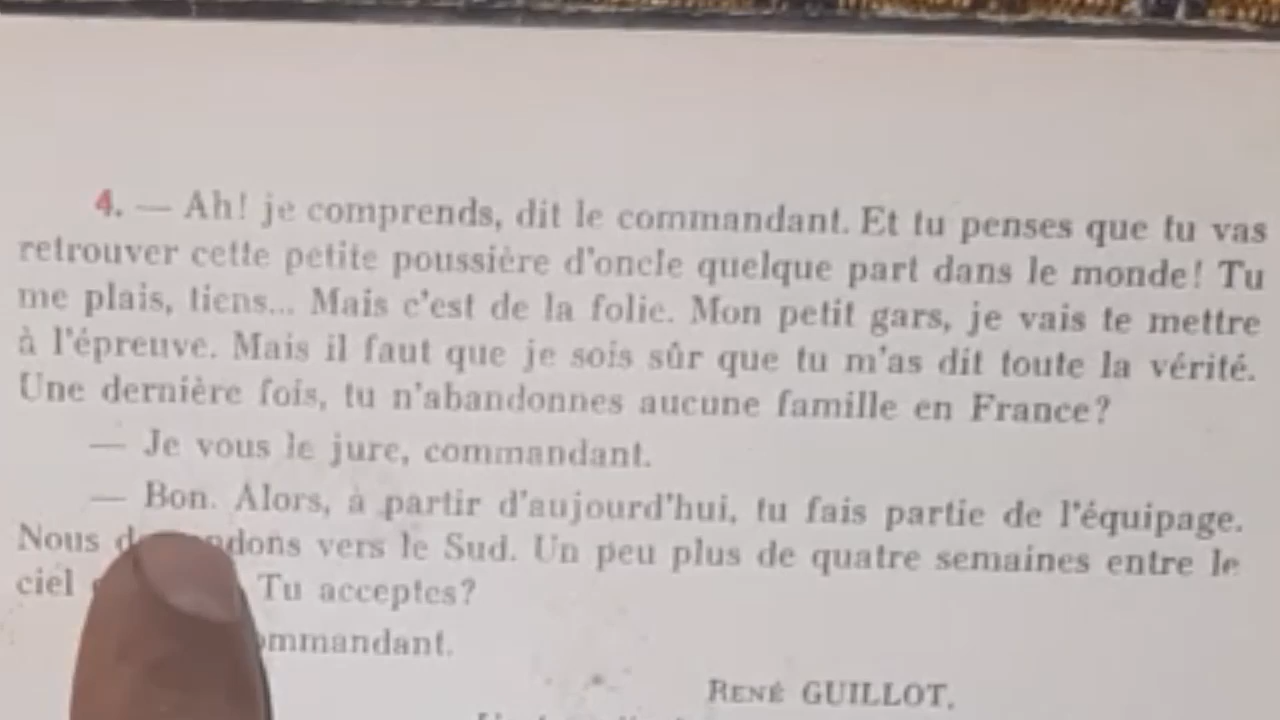 4. — Ah! je comprends, dit le commandant. Et tu penses que tu vas
retrouver cette petite poussière d'oncle quelque part dans le monde! Tu
me plais, tiens... Mais c'est de la folie. Mon petit gars, je vais te mettre
à l'épreuve. Mais il faut que je sois sûr que tu m'as dit toute la vérité.
Une dernière fois, tu n'abandonnes aucune famille en France?
— Je vous le jure, commandant.
— Bon. Alors, à partir d'aujourd'hui, tu fais partie de l'équipage.
Nous vers le Sud. Un peu plus de quatre semaines entre le
ciel Tu acceptes?
commandant.
RENÉ GUILLOT,